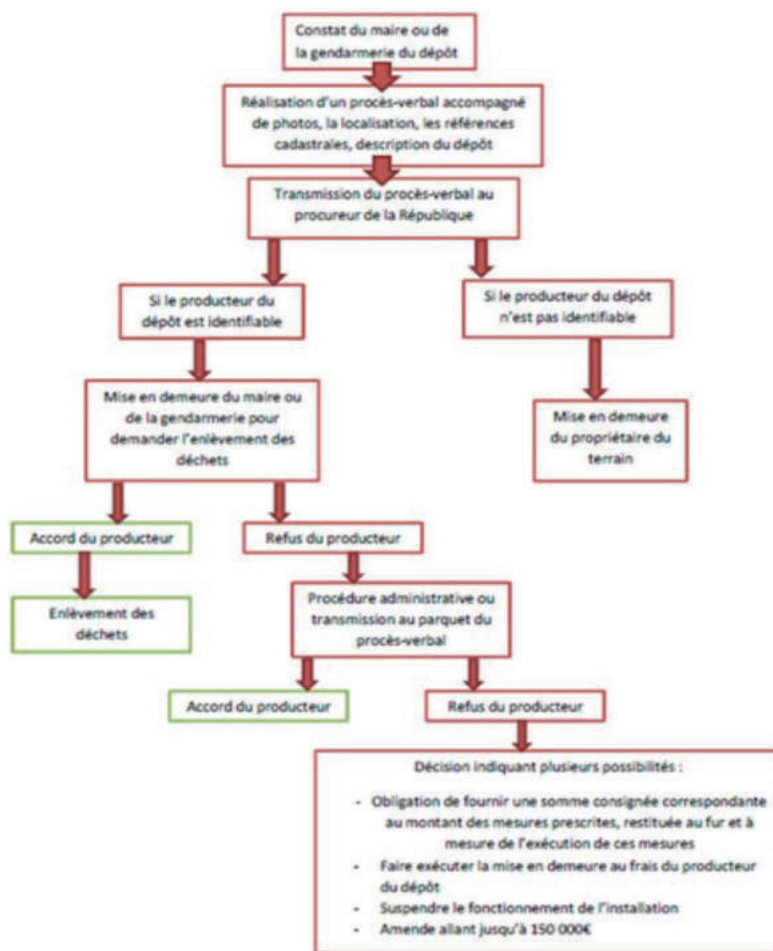 Constat du maire ou de
la gendarmerie du dépôt
Réalisation d'un procès-verbal accompagné
de photos, la localisation, les références
cadastrales, description du dépôt
Transmission du procès-verbal au
procureur de la République
Si le producteur du
dépôt est identifiable
Si le producteur du dépôt
n'est pas identifiable
Mise en demeure du maire ou
de la gendarmerie pour
demander l'enlèvement des
déchets
Mise en demeure
du propriétaire du
terrain
Accord du producteur
Refus du producteur
Enlèvement des
déchets
Procédure administrative ou
transmission au parquet du
procès-verbal
Accord du producteur
Refus du producteur
Décision indiquant plusieurs possibilités :
- Obligation de fournir une somme consignée correspondante
au montant des mesures prescrites, restituée au fur et à
mesure de l'exécution de ces mesures
- Faire exécuter la mise en demeure au frais du producteur
du dépôt
- Suspendre le fonctionnement de l'installation
- Amende allant jusqu'à 150 000€